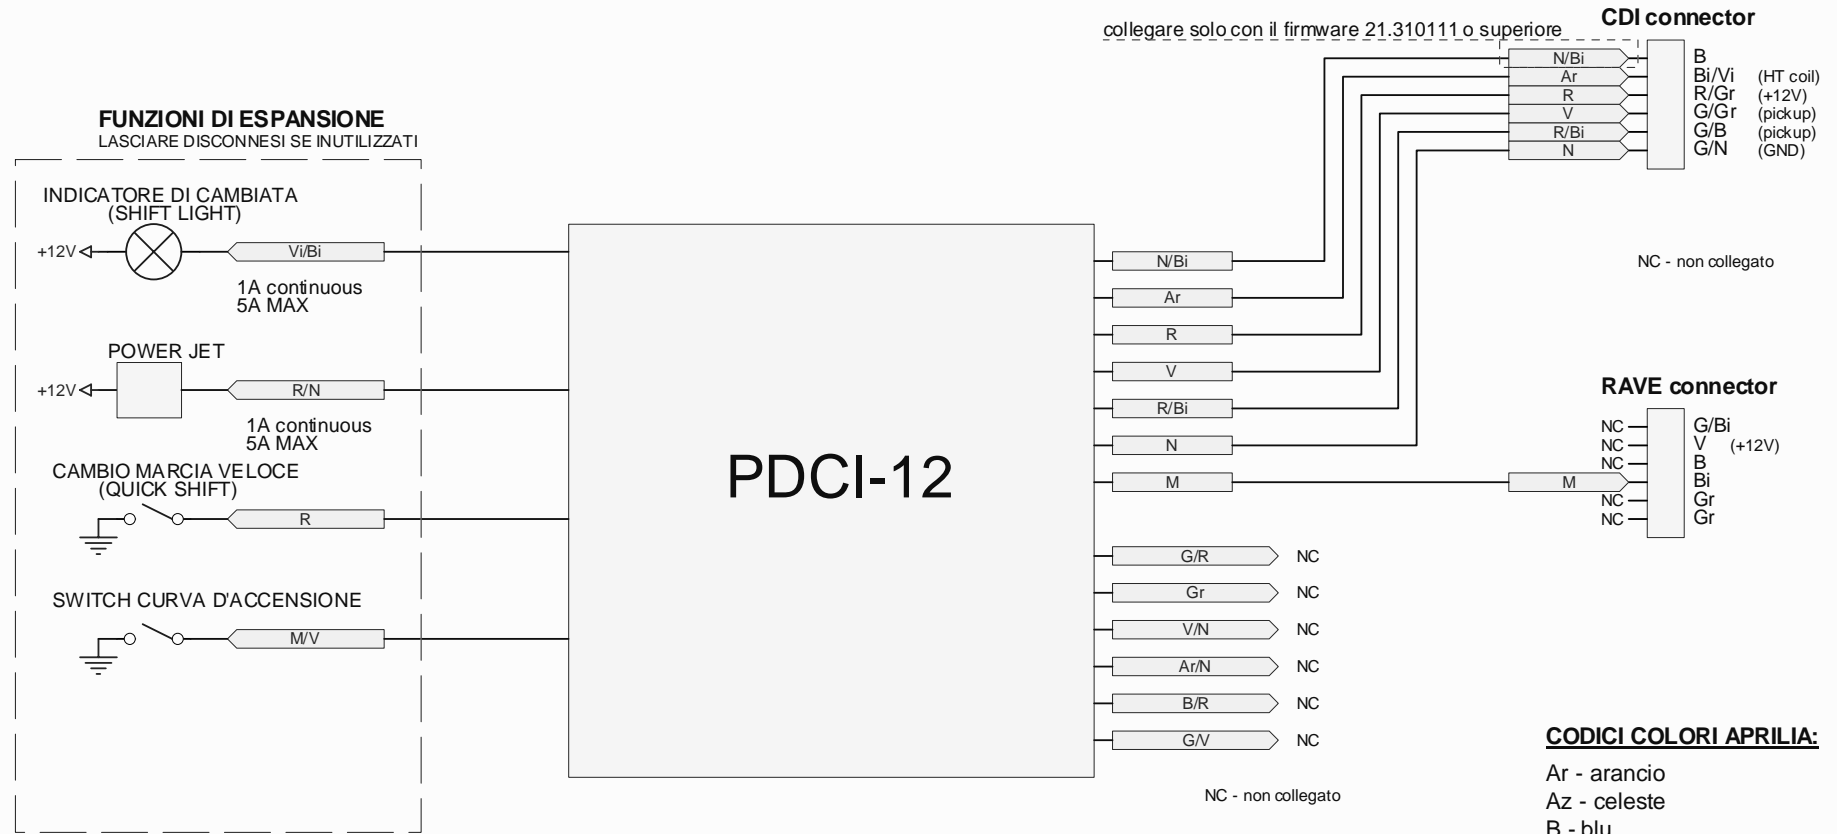 collegare solo con il firmware 21.310111 o superiore
CDI connector
N/Bi B
Ar Bi/Vi (HT coil)
R R/Gr (+12V)
V G/Gr (pickup)
R/Bi G/B (pickup)
N G/N (GND)
NC - non collegato
FUNZIONI DI ESPANSIONE
LASCIARE DISCONNESI SE INUTILIZZATI
INDICATORE DI CAMBIATA
(SHIFT LIGHT)
+12V Vi/Bi
1A continuous
5A MAX
POWER JET
+12V R/N
1A continuous
5A MAX
CAMBIO MARCIA VELOCE
(QUICK SHIFT)
R
SWITCH CURVA D'ACCENSIONE
M/V
PDCI-12
N/Bi
Ar
R
V
R/Bi
N
M
G/R NC
Gr NC
V/N NC
Ar/N NC
B/R NC
G/V NC
NC - non collegato
RAVE connector
NC G/Bi
NC V (+12V)
NC B
M Bi
NC Gr
NC Gr
CODICI COLORI APRILIA:
Ar - arancio
Az - celeste
B - blu